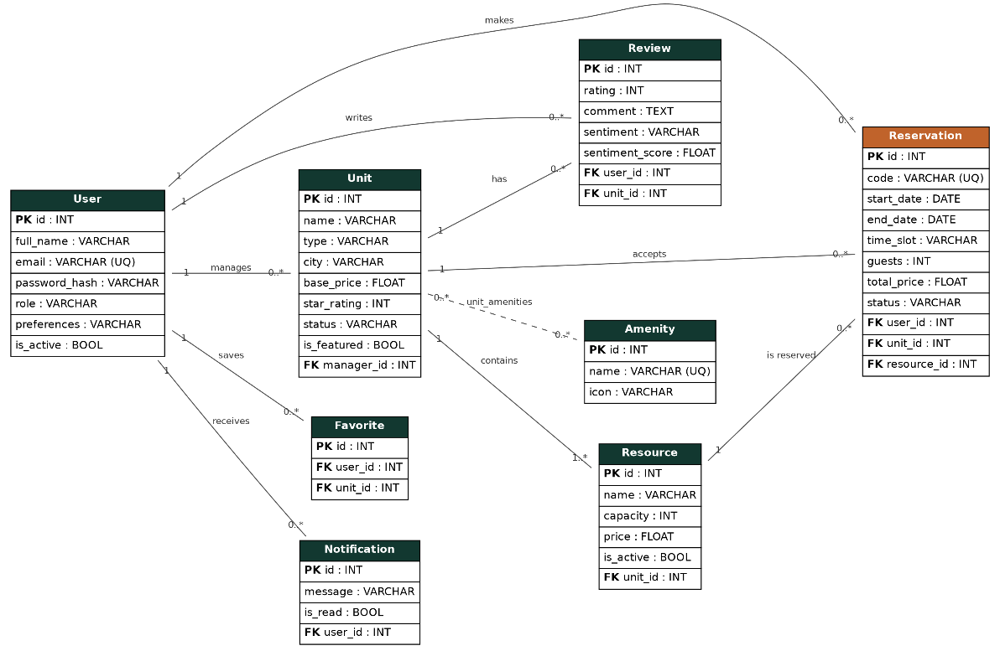 makes
1
0..*
writes
1
0..*
User
PK id : INT
full_name : VARCHAR
email : VARCHAR (UQ)
password_hash : VARCHAR
role : VARCHAR
preferences : VARCHAR
is_active : BOOL
1
manages
0..*
1
saves
0..*
1
receives
0..*
Unit
PK id : INT
name : VARCHAR
type : VARCHAR
city : VARCHAR
base_price : FLOAT
star_rating : INT
status : VARCHAR
is_featured : BOOL
FK manager_id : INT
Favorite
PK id : INT
FK user_id : INT
FK unit_id : INT
Notification
PK id : INT
message : VARCHAR
is_read : BOOL
FK user_id : INT
1
has
0..*
1
accepts
0..*
0..*
unit_amenities
0..*
1
contains
1..*
Review
PK id : INT
rating : INT
comment : TEXT
sentiment : VARCHAR
sentiment_score : FLOAT
FK user_id : INT
FK unit_id : INT
Amenity
PK id : INT
name : VARCHAR (UQ)
icon : VARCHAR
Resource
PK id : INT
name : VARCHAR
capacity : INT
price : FLOAT
is_active : BOOL
FK unit_id : INT
1
is reserved
0..*
Reservation
PK id : INT
code : VARCHAR (UQ)
start_date : DATE
end_date : DATE
time_slot : VARCHAR
guests : INT
total_price : FLOAT
status : VARCHAR
FK user_id : INT
FK unit_id : INT
FK resource_id : INT